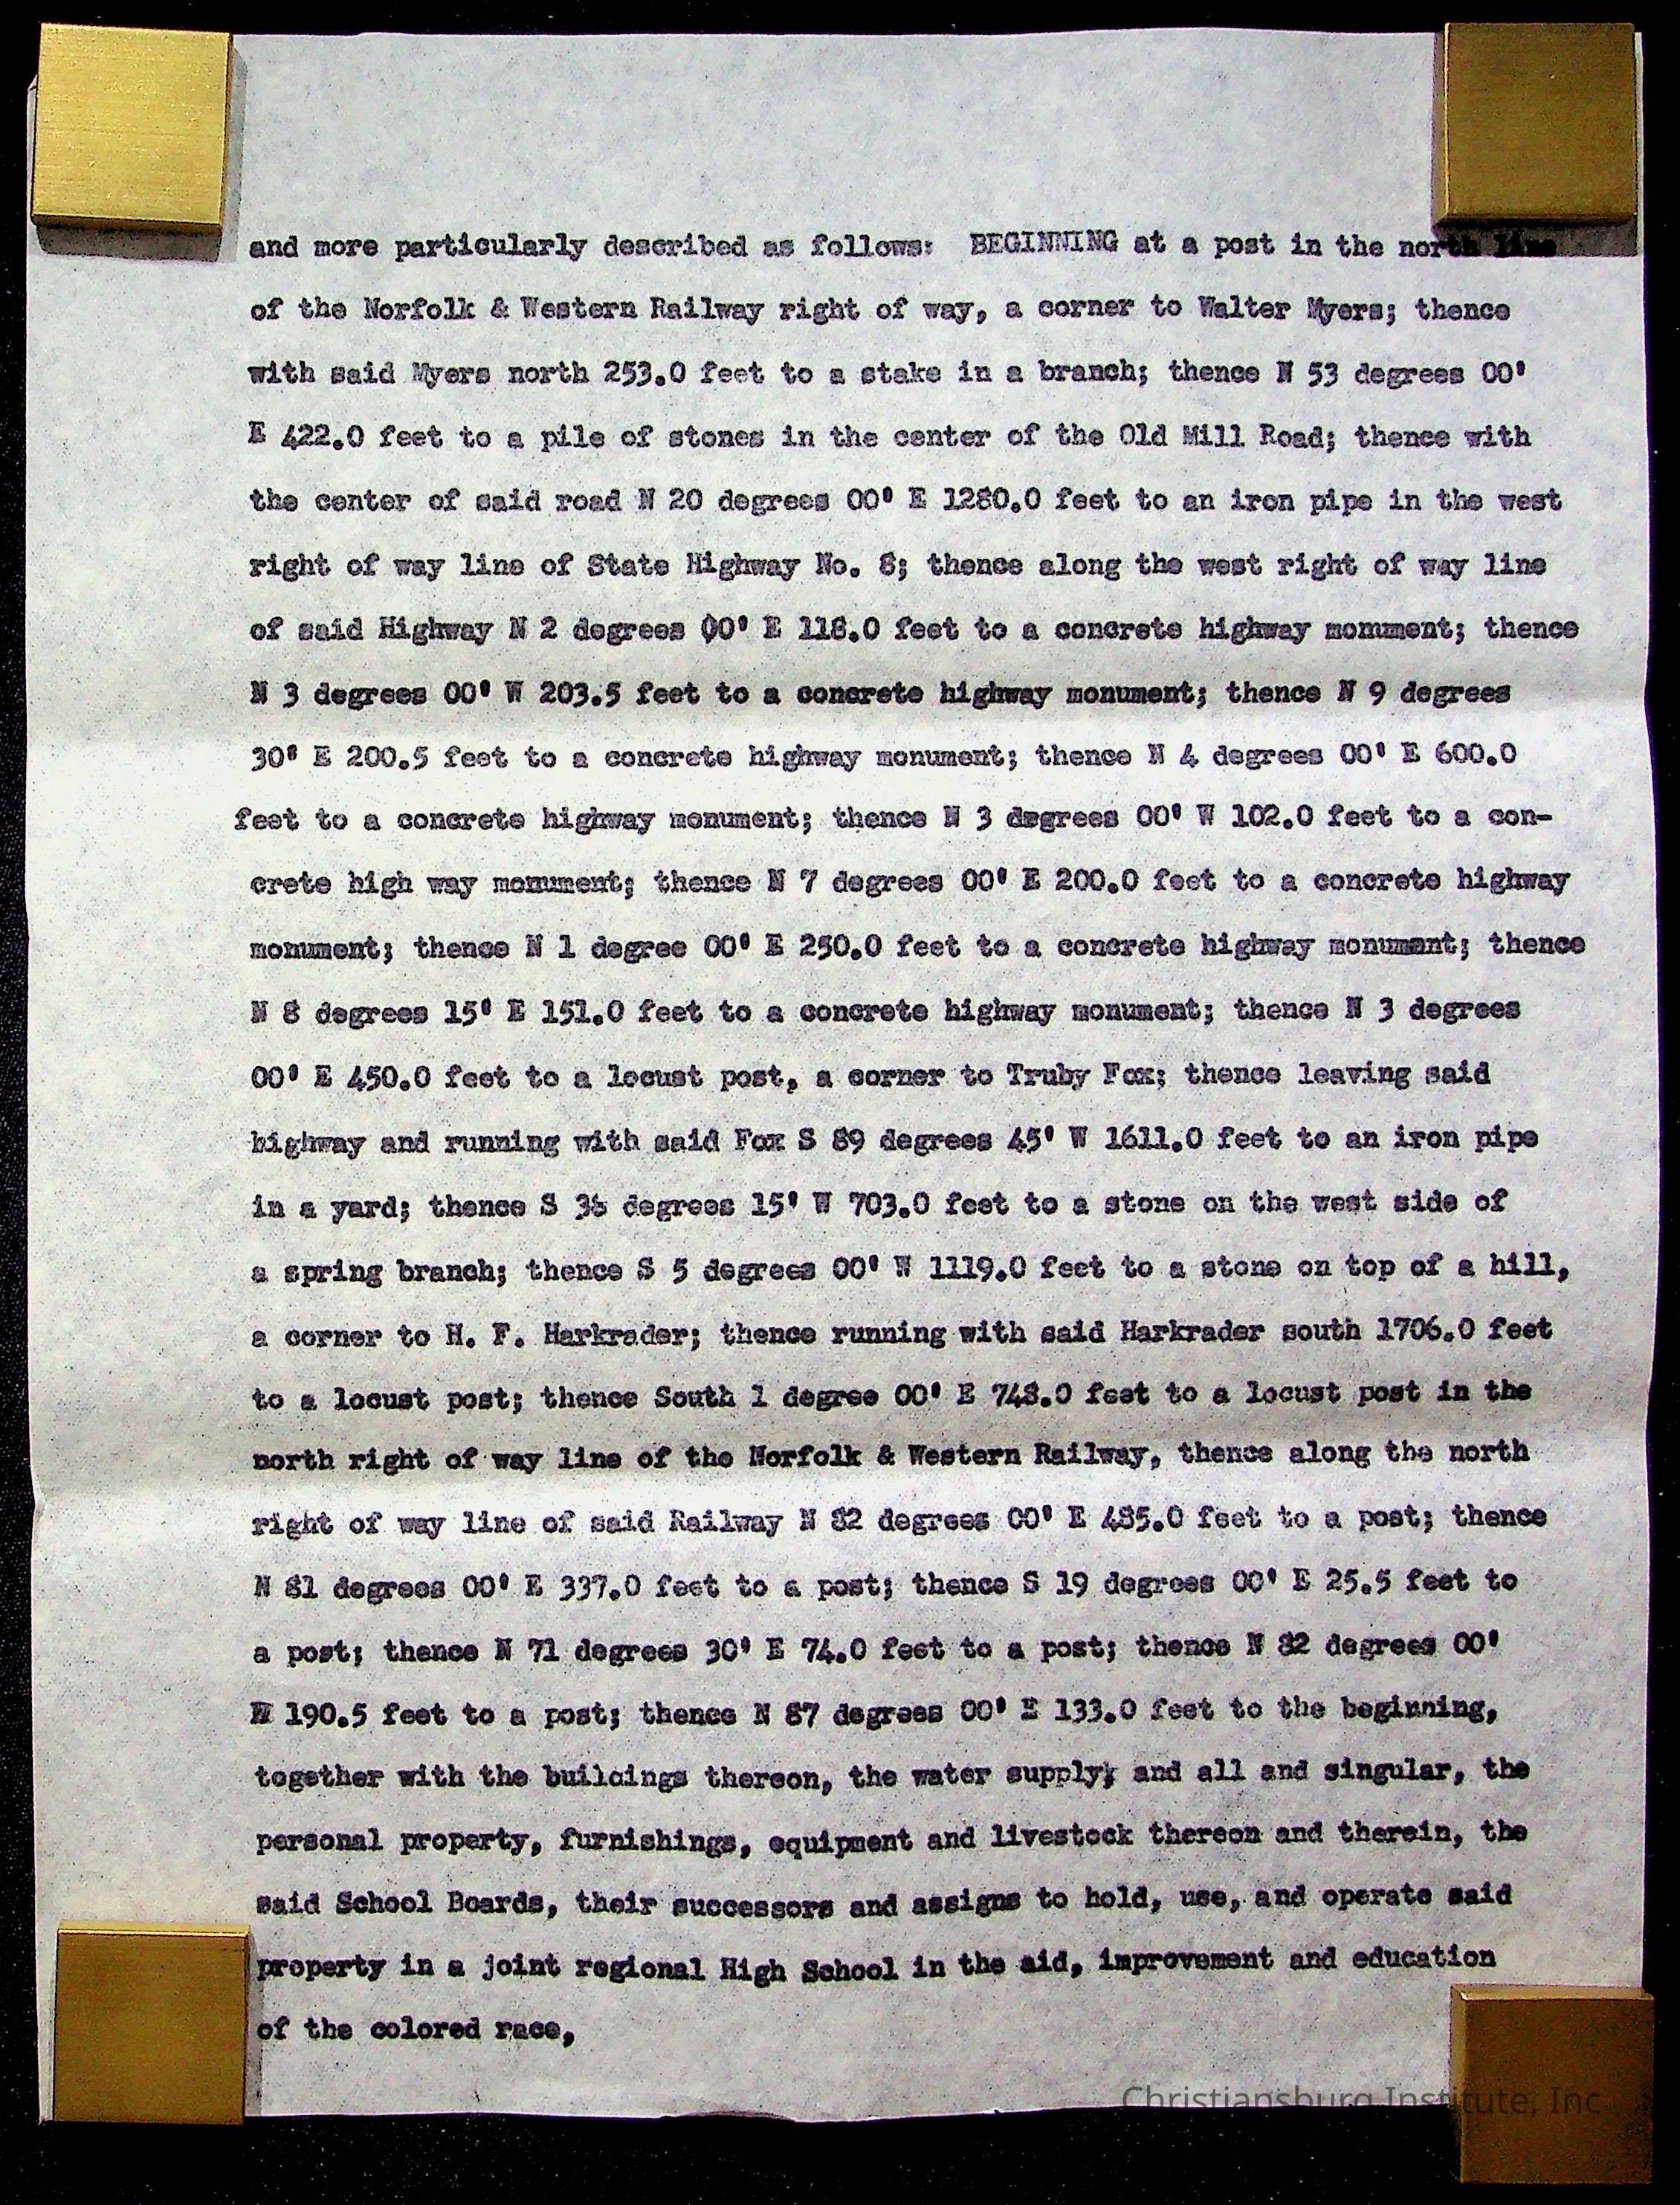 and more particularly described as follows:  BEGINNING at a post in the north line
of the Norfolk & Western Railway right of way, a corner to Walter Myers; thence
with said Myers north 253.0 feet to a stake in a branch; thence N 53 degrees 00'
E 422.0 feet to a pile of stones in the center of the Old Mill Road; thence with
the center of said road N 20 degrees 00' E 1280.0 feet to an iron pipe in the west
right of way line of State Highway No. 8; thence along the west right of way line
of said Highway N 2 degrees 00' E 118.0 feet to a concrete highway monument; thence
N 3 degrees 00' W 203.5 feet to a concrete highway monument; thence N 9 degrees
30' E 200.5 feet to a concrete highway monument; thence N 4 degrees 00' E 600.0
feet to a concrete highway monument; thence N 3 degrees 00' W 102.0 feet to a con-
crete high way monument; thence N 7 degrees 00' E 200.0 feet to a concrete highway
monument; thence N 1 degree 00' E 250.0 feet to a concrete highway monument; thence
N 8 degrees 15' E 151.0 feet to a concrete highway monument; thence N 3 degrees
00' E 450.0 feet to a locust post, a corner to Truby Fox; thence leaving said
highway and running with said Fox S 89 degrees 45' W 1611.0 feet to an iron pipe
in a yard; thence S degrees 15' W 703.0 feet to a stone on the west side of
a spring branch; thence S 5 degrees 00' W 1119.0 feet to a stone on top of a hill,
a corner to H. F. Harkrader; thence running with said Harkrader south 1706.0 feet
to a locust post; thence South 1 degree 00' E 748.0 feet to a locust post in the
north right of way line of the Norfolk & Western Railway, thence along the north
right of way line of said Railway N 82 degrees 00' E 485.0 feet to a post; thence
N 81 degrees 00' E 337.0 feet to a post; thence S 19 degrees 00' E 25.5 feet to
a post; thence N 71 degrees 30' E 74.0 feet to a post; thence N 82 degrees 00'
190.5 feet to a post; thence N 87 degrees 00' E 133.0 feet to the beginning,
together with the buildings thereon, the water supply; and all and singular, the
personal property, furnishings, equipment and livestock thereon and therein, the
said School Boards, their successors and assigns to hold, use, and operate said
property in a joint regional High School in the aid, improvement and education
of the colored race,
Christiansburg Institute, Inc